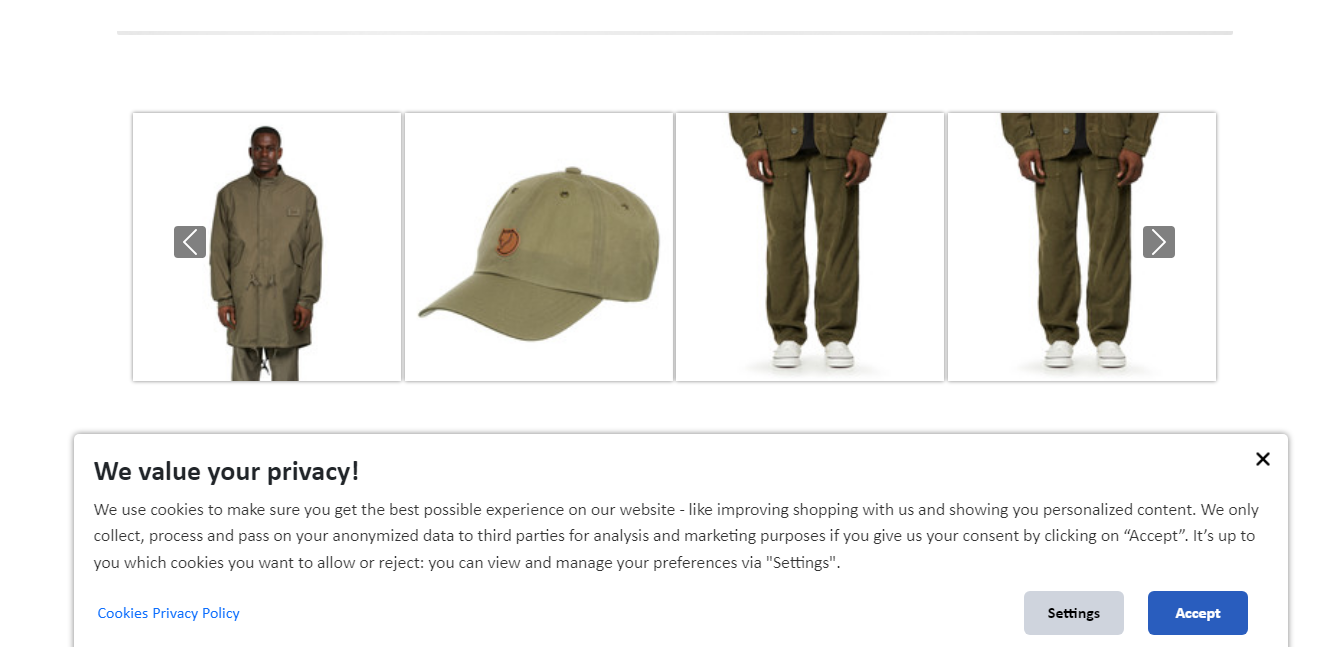 We value your privacy!
We use cookies to make sure you get the best possible experience on our website - like improving shopping with us and showing you personalized content. We only
collect, process and pass on your anonymized data to third parties for analysis and marketing purposes if you give us your consent by clicking on “Accept”. It’s up to
you which cookies you want to allow or reject: you can view and manage your preferences via "Settings".
Cookies Privacy Policy
Settings
Accept